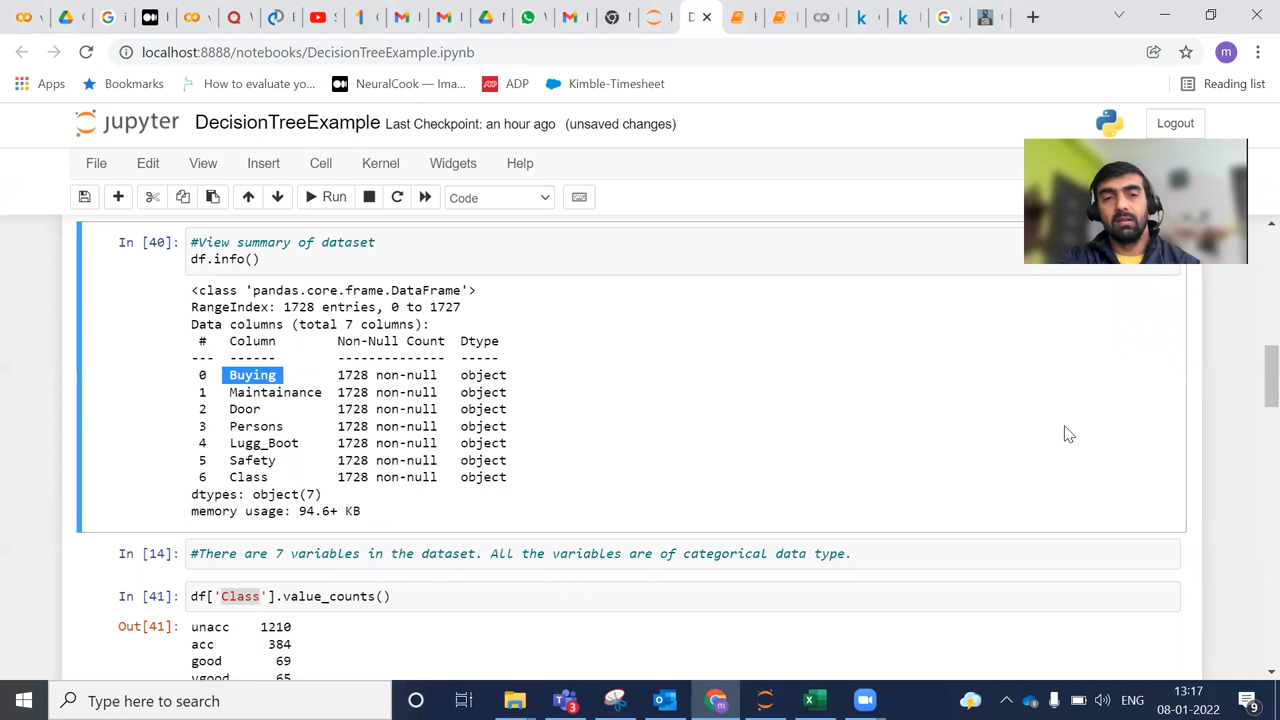 D
localhost:8888/notebooks/DecisionTreeExample.ipynb
m
Apps
Bookmarks
How to evaluate yo...
NeuralCook — Ima...
ADP
Kimble-Timesheet
Reading list
jupyter
DecisionTreeExample
Last Checkpoint: an hour ago
(unsaved changes)
Logout
File
Edit
View
Insert
Cell
Kernel
Widgets
Help
Run
Code
In [40]:
#View summary of dataset
df.info()
<class 'pandas.core.frame.DataFrame'>
RangeIndex: 1728 entries, 0 to 1727
Data columns (total 7 columns):
# Column Non-Null Count Dtype
--- ------ -------------- -----
0 Buying 1728 non-null object
1 Maintainance 1728 non-null object
2 Door 1728 non-null object
3 Persons 1728 non-null object
4 Lugg_Boot 1728 non-null object
5 Safety 1728 non-null object
6 Class 1728 non-null object
dtypes: object(7)
memory usage: 94.6+ KB
In [14]:
#There are 7 variables in the dataset. All the variables are of categorical data type.
In [41]:
df['Class'].value_counts()
Out[41]:
unacc 1210
acc 384
good 69
vgood 65
Type here to search
3
m
ENG
13:17
08-01-2022
9